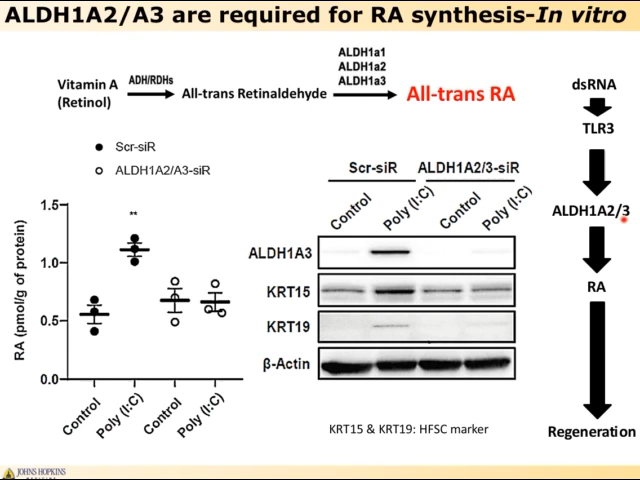 ALDH1A2/A3 are required for RA synthesis-In vitro
Vitamin A
(Retinol)
ADH/RDHs
All-trans Retinaldehyde
ALDH1a1
ALDH1a2
ALDH1a3
All-trans RA
dsRNA
TLR3
ALDH1A2/3
RA
Regeneration
Scr-siR
ALDH1A2/A3-siR
RA (pmol/g of protein)
1.5
1.0
0.5
0.0
**
Control
Poly (I:C)
Control
Poly (I:C)
Scr-siR
ALDH1A2/3-siR
Control
Poly (I:C)
Control
Poly (I:C)
ALDH1A3
KRT15
KRT19
β-Actin
KRT15 & KRT19: HFSC marker
JOHNS HOPKINS